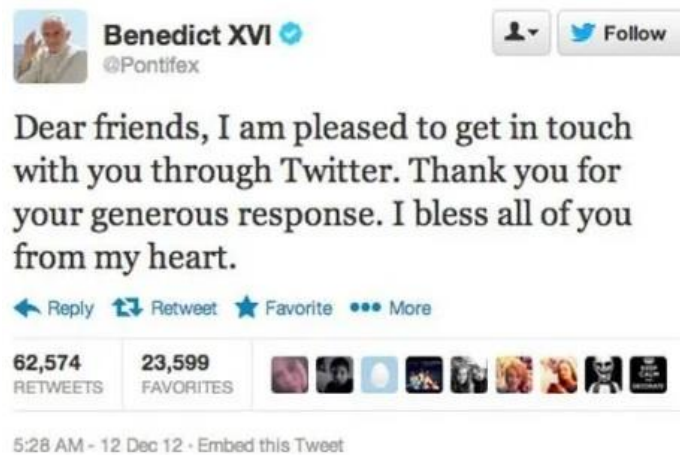 Benedict XVI
@Pontifex
Follow
Dear friends, I am pleased to get in touch
with you through Twitter. Thank you for
your generous response. I bless all of you
from my heart.
Reply Retweet Favorite More
62,574 23,599
RETWEETS FAVORITES
KEEP
CALM
5:28 AM - 12 Dec 12 · Embed this Tweet